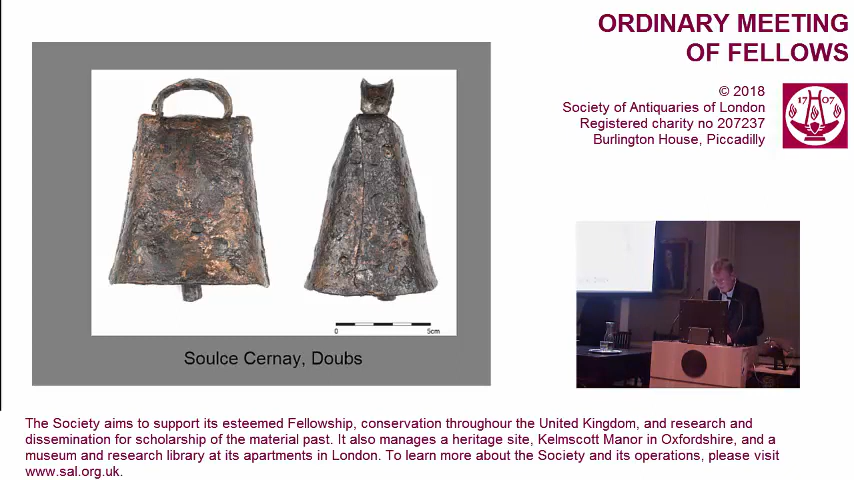 ORDINARY MEETING
OF FELLOWS
© 2018
Society of Antiquaries of London
Registered charity no 207237
Burlington House, Piccadilly
17 07
0 5cm
Soulce Cernay, Doubs
The Society aims to support its esteemed Fellowship, conservation throughour the United Kingdom, and research and
dissemination for scholarship of the material past. It also manages a heritage site, Kelmscott Manor in Oxfordshire, and a
museum and research library at its apartments in London. To learn more about the Society and its operations, please visit
www.sal.org.uk.